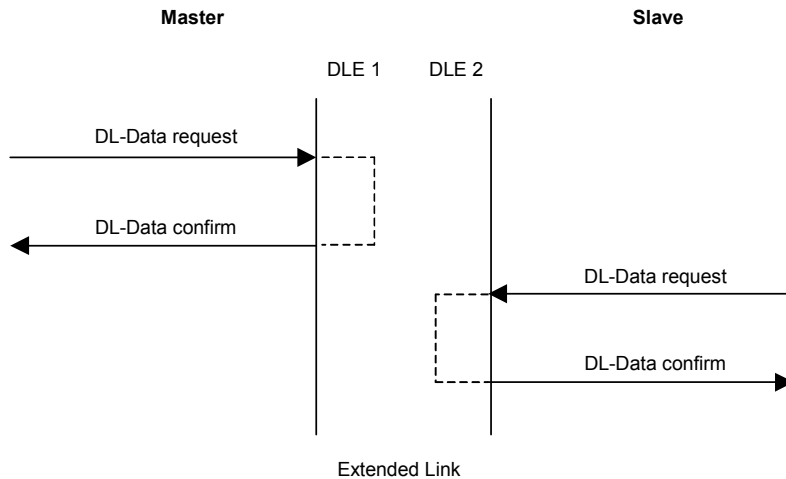 Master
Slave
DLE 1
DLE 2
DL-Data request
DL-Data confirm
DL-Data request
DL-Data confirm
Extended Link